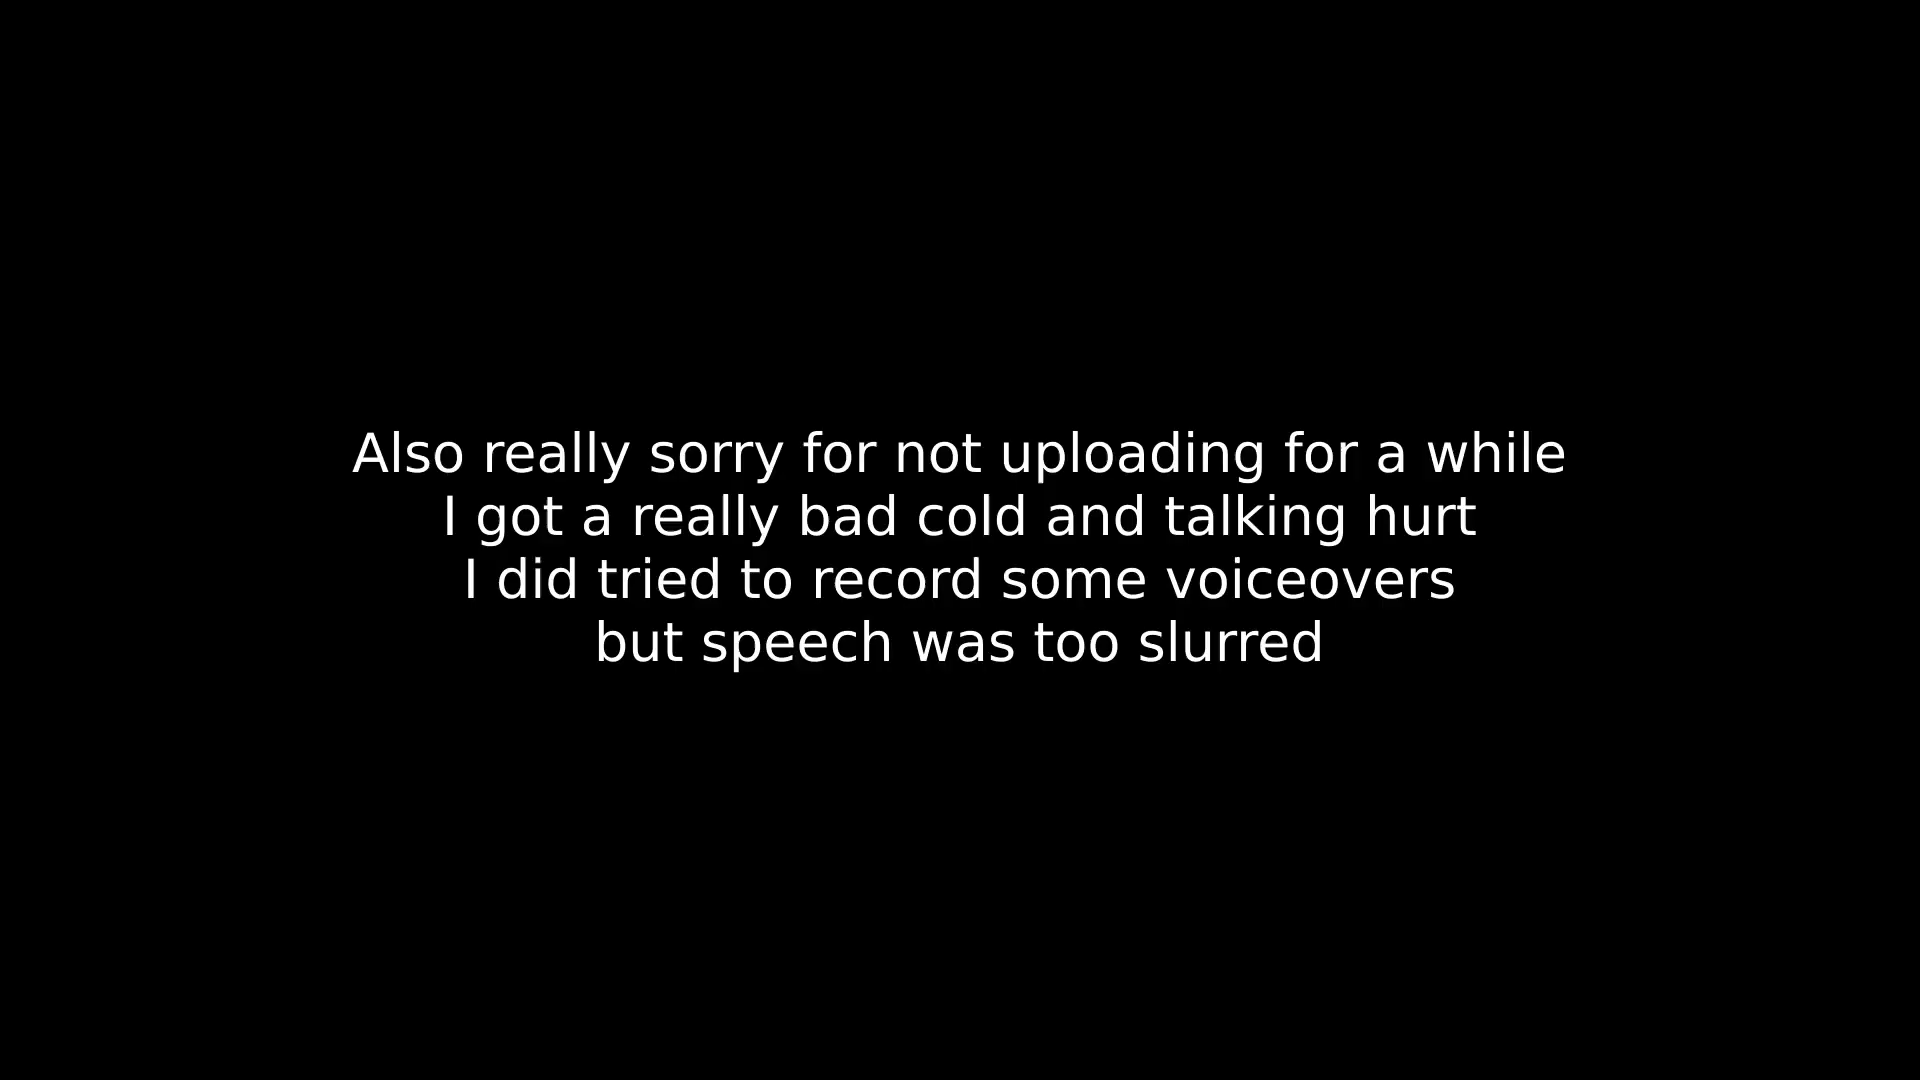 Also really sorry for not uploading for a while
I got a really bad cold and talking hurt
I did tried to record some voiceovers
but speech was too slurred